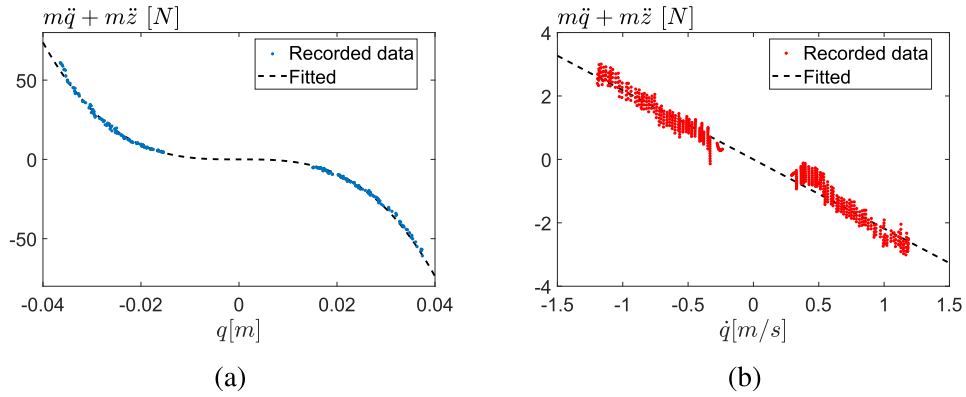 mq̈ + mz̈ [N]
50
0
-50
-0.04 -0.02 0 0.02 0.04
q[m]
Recorded data
Fitted
(a)
mq̈ + mz̈ [N]
4
2
0
-2
-4
-1.5 -1 -0.5 0 0.5 1 1.5
q̇[m/s]
Recorded data
Fitted
(b)